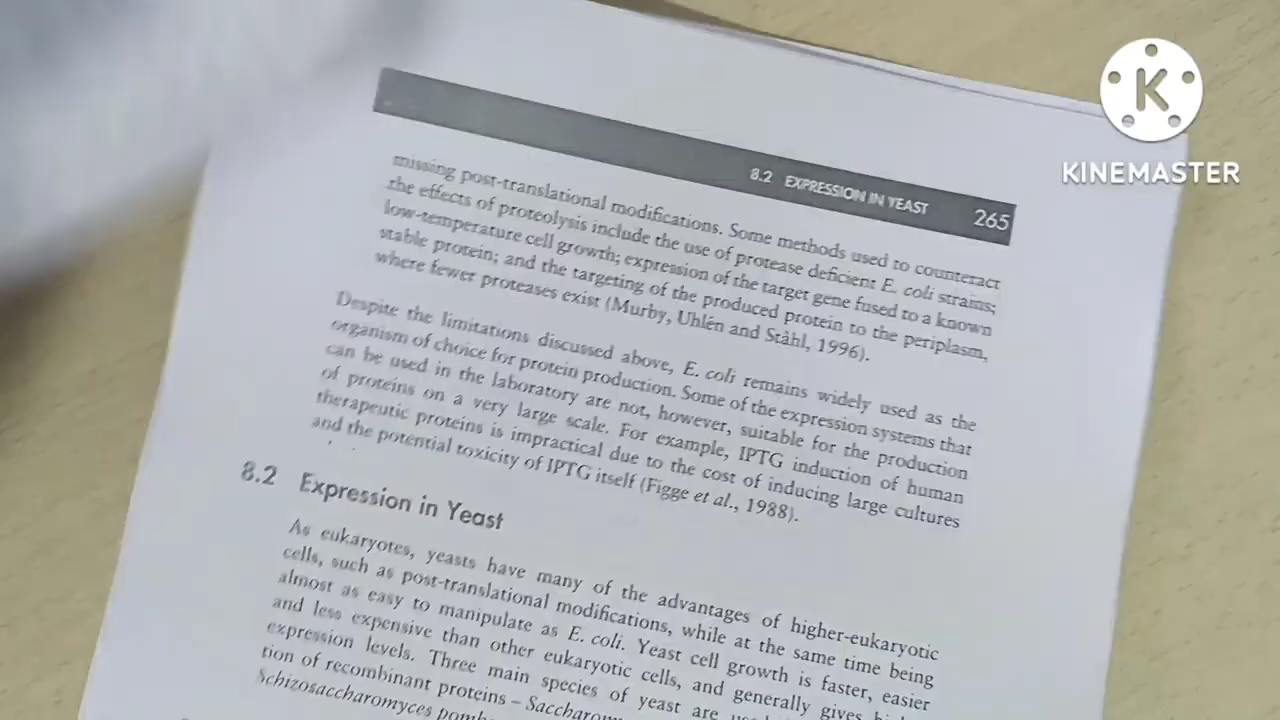 K
KINEMASTER
8.2 EXPRESSION IN YEAST 265
missing post-translational modifications. Some methods used to counteract
the effects of proteolysis include the use of protease deficient E. coli strains;
low-temperature cell growth; expression of the target gene fused to a known
stable protein; and the targeting of the produced protein to the periplasm,
where fewer proteases exist (Murby, Uhlén and Ståhl, 1996).
Despite the limitations discussed above, E. coli remains widely used as the
organism of choice for protein production. Some of the expression systems that
can be used in the laboratory are not, however, suitable for the production
of proteins on a very large scale. For example, IPTG induction of human
therapeutic proteins is impractical due to the cost of inducing large cultures
and the potential toxicity of IPTG itself (Figge et al., 1988).
8.2 Expression in Yeast
As eukaryotes, yeasts have many of the advantages of higher-eukaryotic
cells, such as post-translational modifications, while at the same time being
almost as easy to manipulate as E. coli. Yeast cell growth is faster, easier
and less expensive than other eukaryotic cells, and generally gives
expression levels. Three main species of yeast are
tion of recombinant proteins –
Schizosaccharomyces